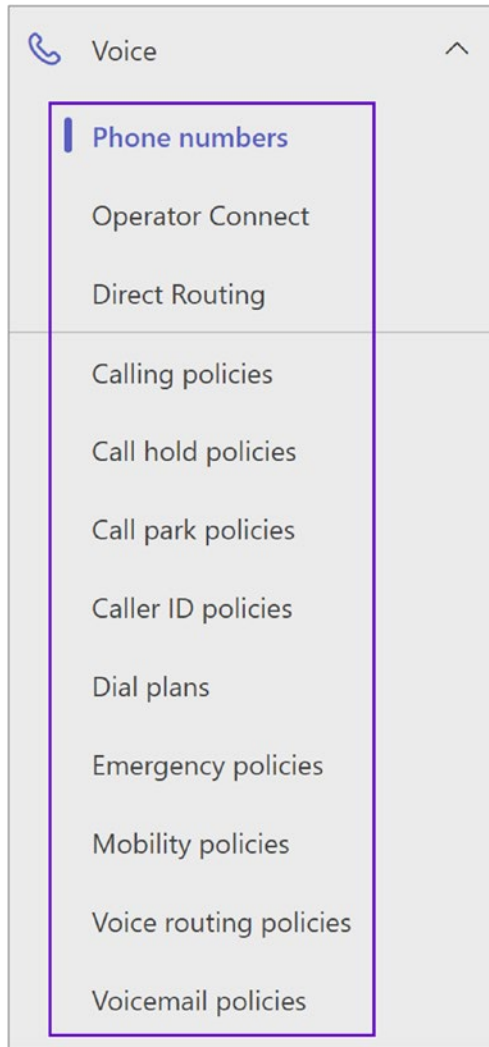 Voice
Phone numbers
Operator Connect
Direct Routing
Calling policies
Call hold policies
Call park policies
Caller ID policies
Dial plans
Emergency policies
Mobility policies
Voice routing policies
Voicemail policies